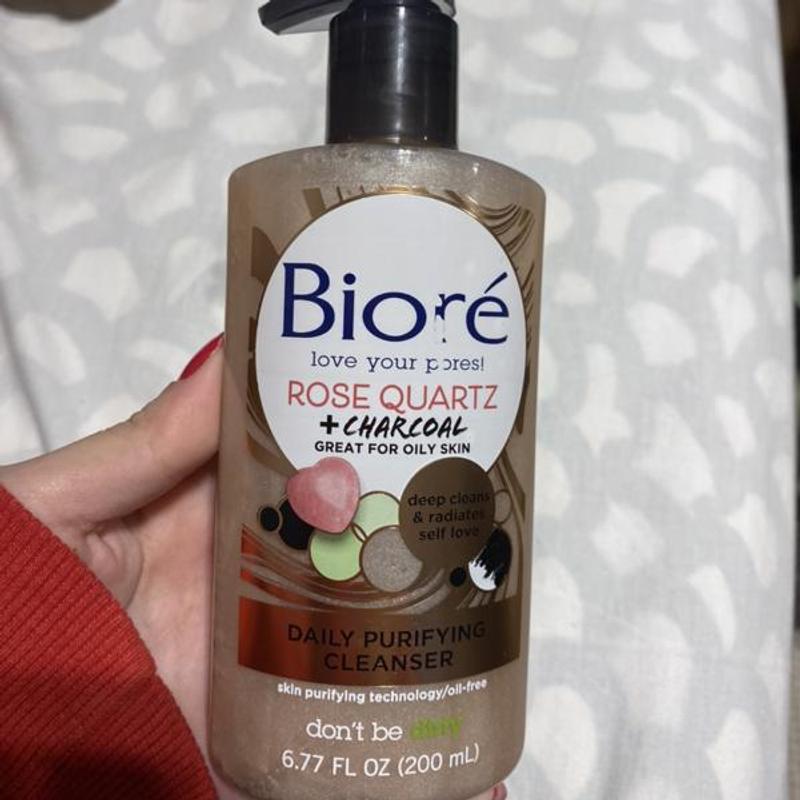 Bioré
love your pores!
ROSE QUARTZ
+CHARCOAL
GREAT FOR OILY SKIN
deep cleans
& radiates
self love
DAILY PURIFYING
CLEANSER
skin purifying technology/oil-free
don't be dirty
6.77 FL OZ (200 mL)